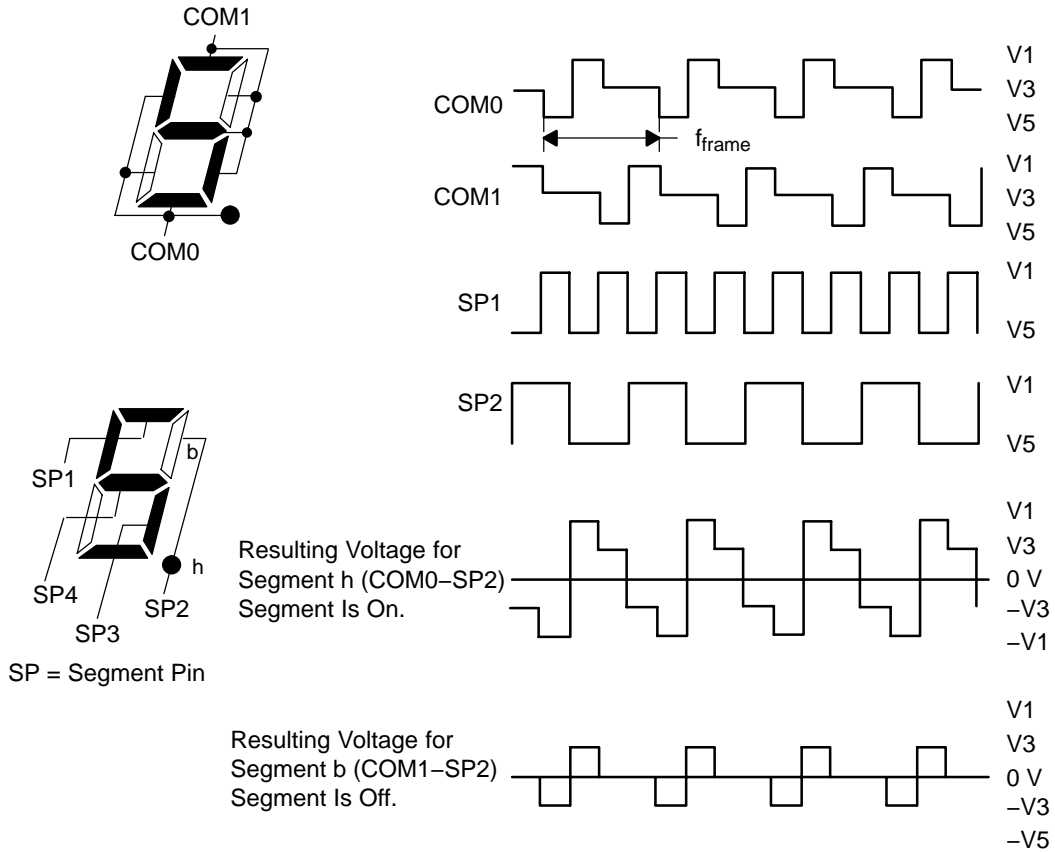 COM1
COM0
COM0
V1
V3
V5
fframe
COM1
V1
V3
V5
SP1
V1
V5
SP2
V1
V5
b
SP1
h
SP4
SP2
SP3
SP = Segment Pin
Resulting Voltage for
Segment h (COM0−SP2)
Segment Is On.
V1
V3
0 V
−V3
−V1
Resulting Voltage for
Segment b (COM1−SP2)
Segment Is Off.
V1
V3
0 V
−V3
−V5